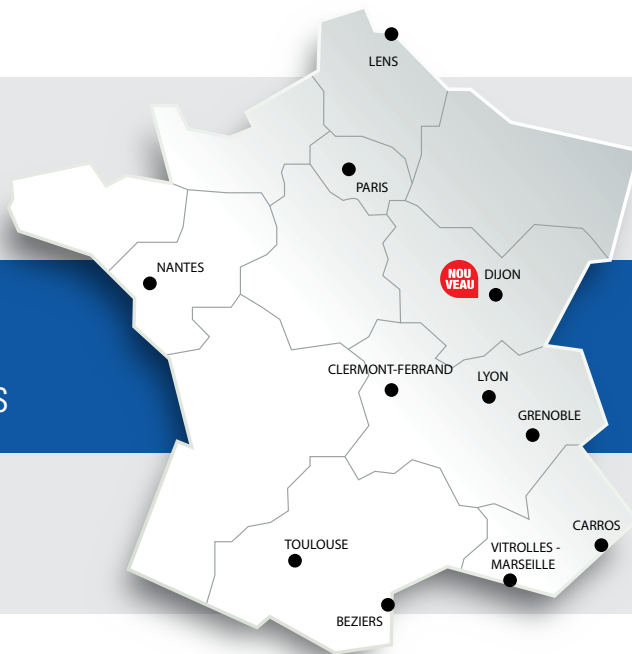 LENS
PARIS
NANTES
NOU
VEAU
DIJON
CLERMONT-FERRAND
LYON
S
GRENOBLE
CARROS
TOULOUSE
VITROLLES -
MARSEILLE
BEZIERS